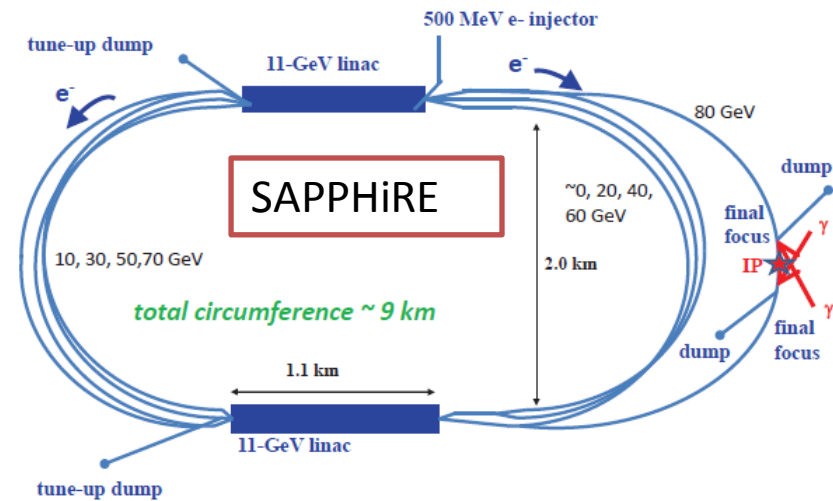 500 MeV e- injector
tune-up dump
11-GeV linac
e-
e-
80 GeV
dump
SAPPHiRE
~0, 20, 40,
60 GeV
final
focus
γ
IP
10, 30, 50,70 GeV
2.0 km
total circumference ~ 9 km
γ
final
focus
dump
1.1 km
11-GeV linac
tune-up dump